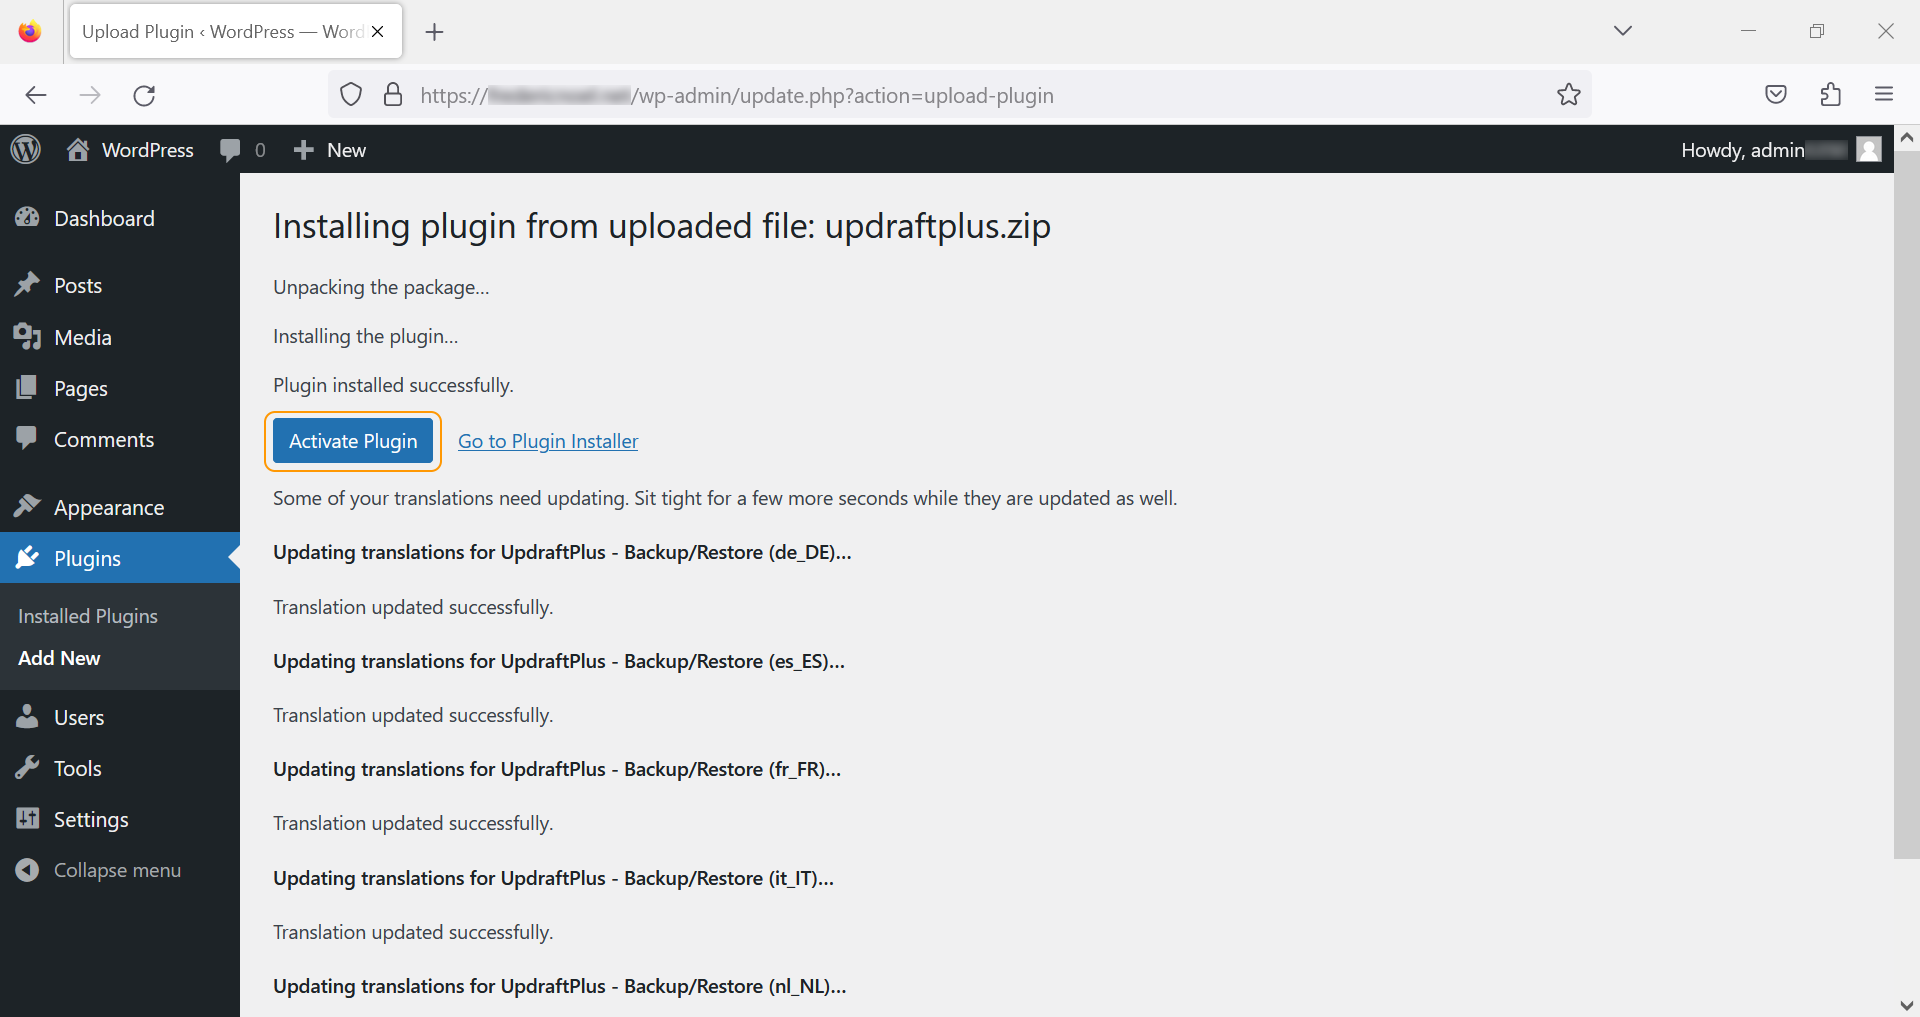 Upload Plugin ‹ WordPress — Word
https:// /wp-admin/update.php?action=upload-plugin
WordPress 0 New
Howdy, admin
Dashboard
Posts
Media
Pages
Comments
Appearance
Plugins
Installed Plugins
Add New
Users
Tools
Settings
Collapse menu
Installing plugin from uploaded file: updraftplus.zip
Unpacking the package...
Installing the plugin...
Plugin installed successfully.
Activate Plugin Go to Plugin Installer
Some of your translations need updating. Sit tight for a few more seconds while they are updated as well.
Updating translations for UpdraftPlus - Backup/Restore (de_DE)...
Translation updated successfully.
Updating translations for UpdraftPlus - Backup/Restore (es_ES)...
Translation updated successfully.
Updating translations for UpdraftPlus - Backup/Restore (fr_FR)...
Translation updated successfully.
Updating translations for UpdraftPlus - Backup/Restore (it_IT)...
Translation updated successfully.
Updating translations for UpdraftPlus - Backup/Restore (nl_NL)...